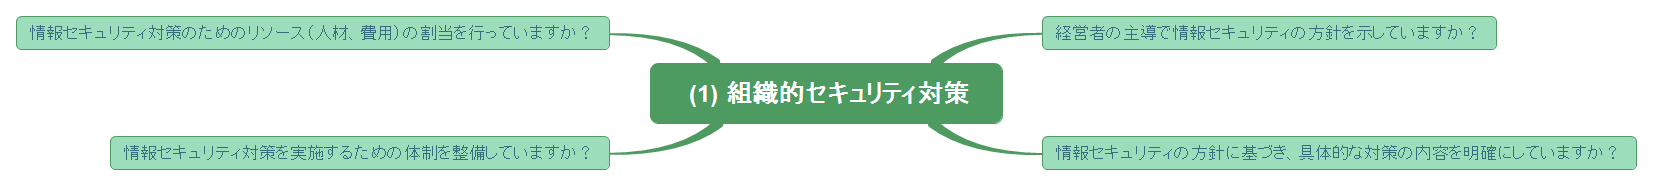 情報セキュリティ対策のためのリソース（人材、費用）の割当を行っていますか？
経営者の主導で情報セキュリティの方針を示していますか？
(1) 組織的セキュリティ対策
情報セキュリティ対策を実施するための体制を整備していますか？
情報セキュリティの方針に基づき、具体的な対策の内容を明確にしていますか？